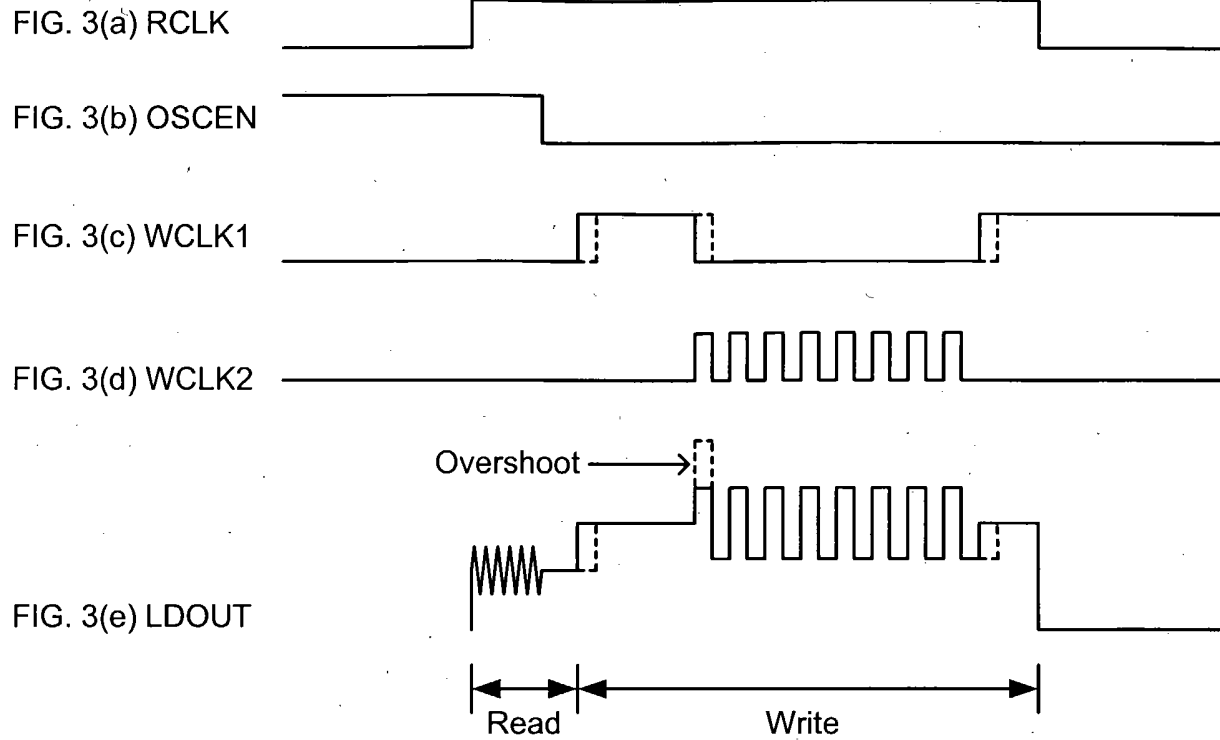 FIG. 3(a) RCLK
FIG. 3(b) OSCEN
FIG. 3(c) WCLK1
FIG. 3(d) WCLK2
Overshoot
FIG. 3(e) LDOUT
Read
Write